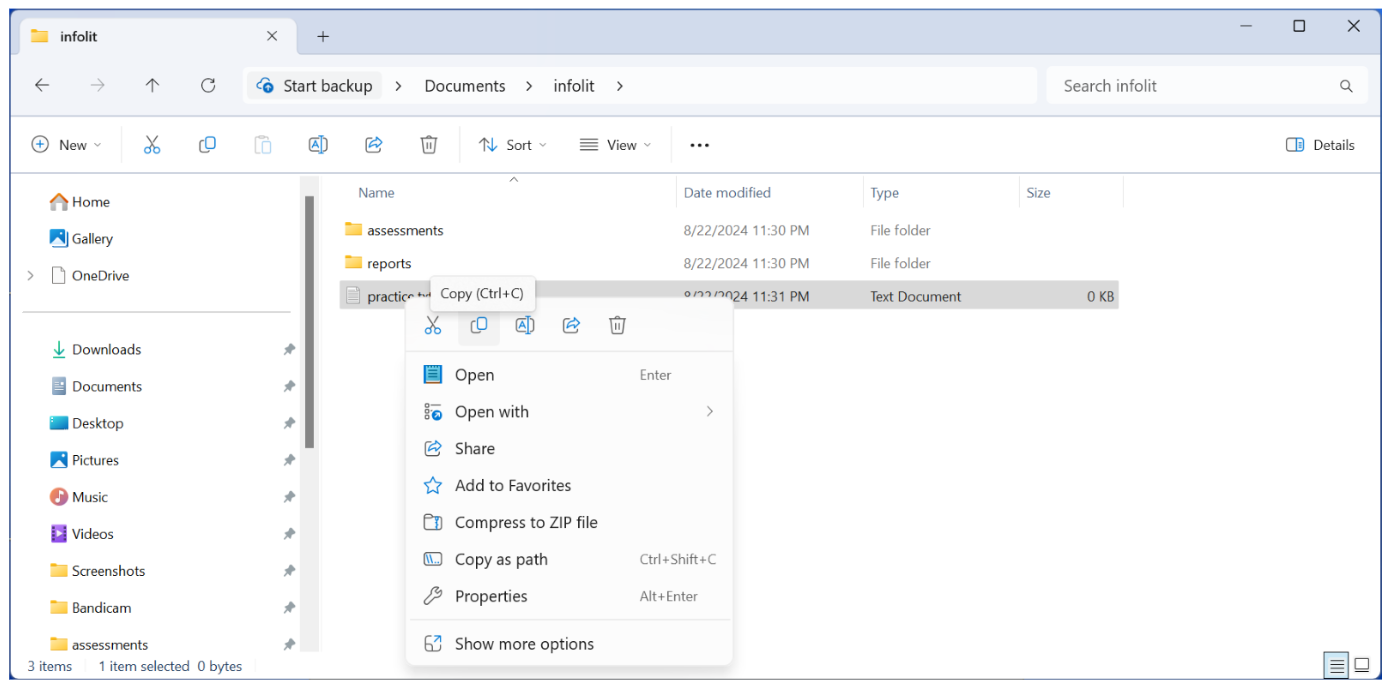 infolit
Start backup > Documents > infolit >
Search infolit
New
Sort
View
Details
Home
Gallery
OneDrive
Downloads
Documents
Desktop
Pictures
Music
Videos
Screenshots
Bandicam
assessments
Name Date modified Type Size
assessments 8/22/2024 11:30 PM File folder
reports 8/22/2024 11:30 PM File folder
practice.txt 8/22/2024 11:31 PM Text Document 0 KB
Copy (Ctrl+C)
Open Enter
Open with
Share
Add to Favorites
Compress to ZIP file
Copy as path Ctrl+Shift+C
Properties Alt+Enter
Show more options
3 items 1 item selected 0 bytes